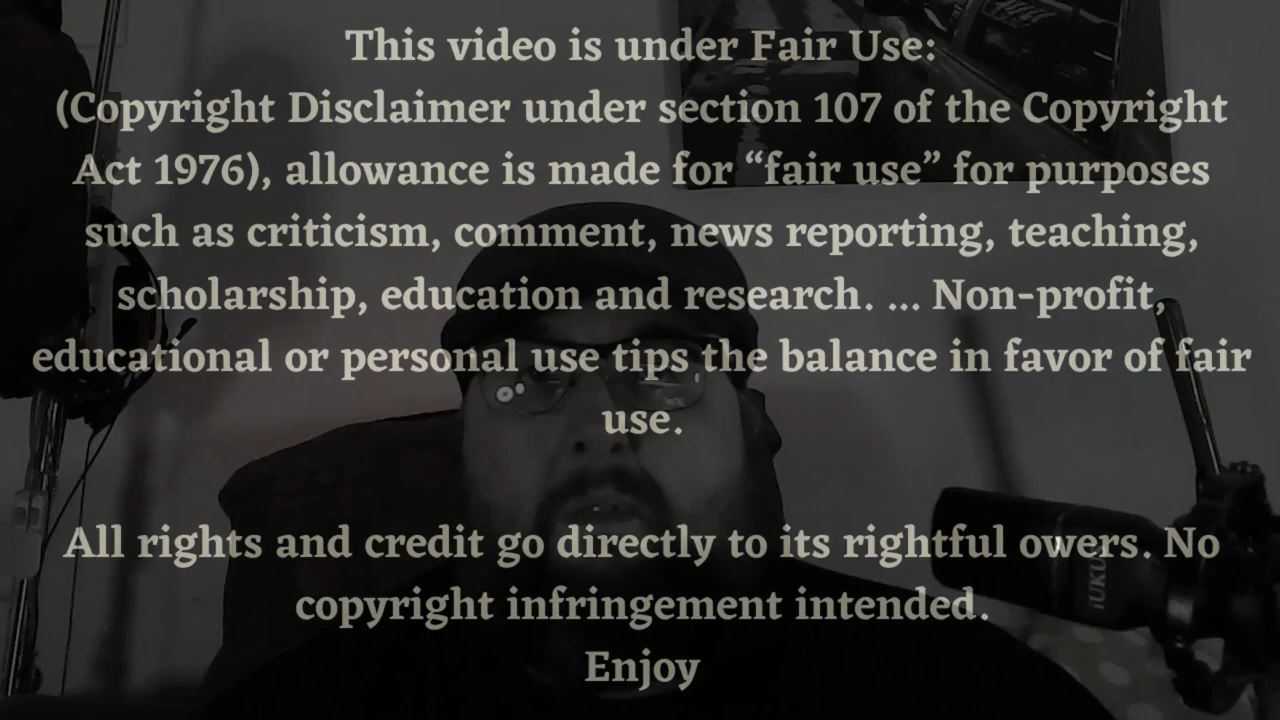 This video is under Fair Use:
(Copyright Disclaimer under section 107 of the Copyright
Act 1976), allowance is made for “fair use” for purposes
such as criticism, comment, news reporting, teaching,
scholarship, education and research. ... Non-profit,
educational or personal use tips the balance in favor of fair
use.
All rights and credit go directly to its rightful owers. No
copyright infringement intended.
Enjoy
iUKU